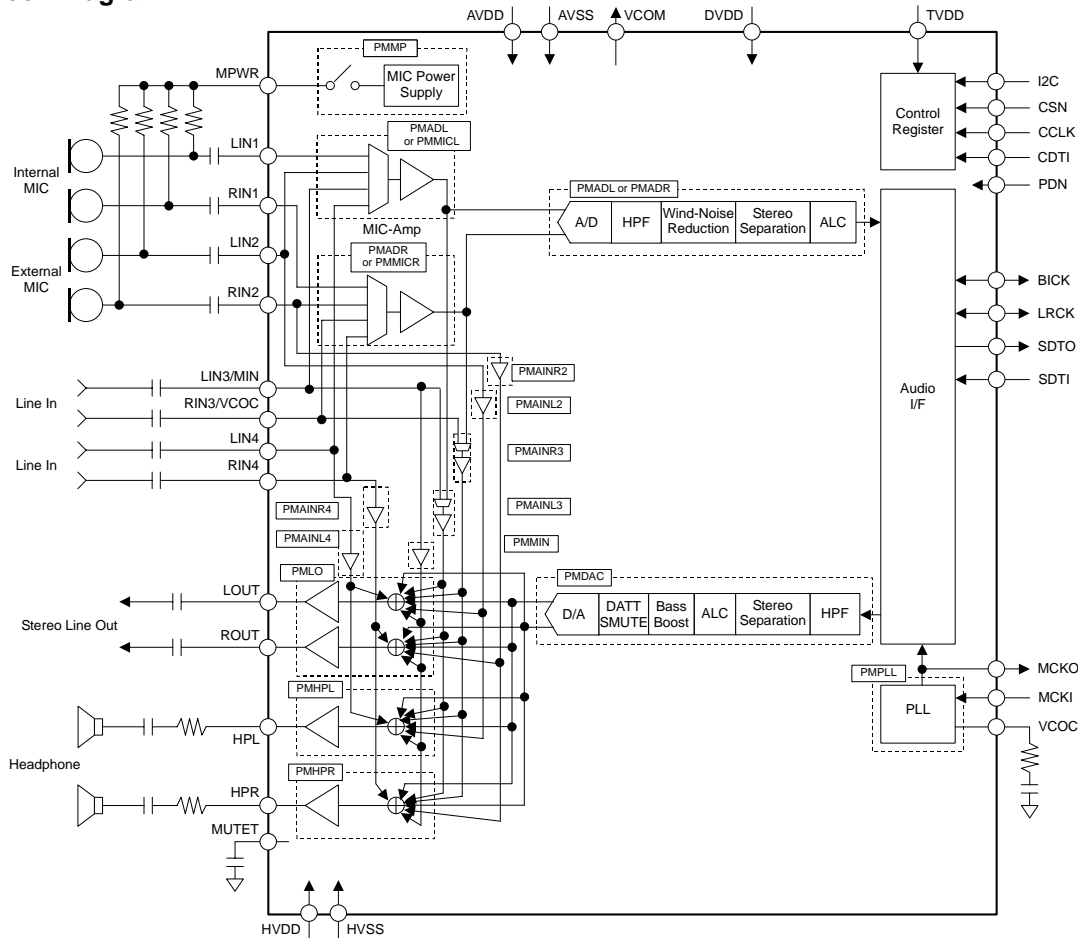 AVDD AVSS VCOM DVDD TVDD
PMMP
MPWR
MIC Power
Supply
Control
Register
I2C
CSN
CCLK
CDTI
PDN
PMADL
or PMMICL
LIN1
Internal
MIC
RIN1
MIC-Amp
LIN2
PMADR
or PMMICR
External
MIC
RIN2
PMADL or PMADR
A/D
HPF
Wind-Noise
Reduction
Stereo
Separation
ALC
Audio
I/F
BICK
LRCK
SDTO
SDTI
LIN3/MIN
Line In
RIN3/VCOC
LIN4
Line In
RIN4
PMAINR2
PMAINL2
PMAINR3
PMAINR4
PMAINL3
PMAINL4
PMMIN
PMLO
LOUT
Stereo Line Out
ROUT
PMDAC
D/A
DATT
SMUTE
Bass
Boost
ALC
Stereo
Separation
HPF
PMPLL
PLL
MCKO
MCKI
VCOC
PMHPL
HPL
Headphone
PMHPR
HPR
MUTET
HVDD HVSS